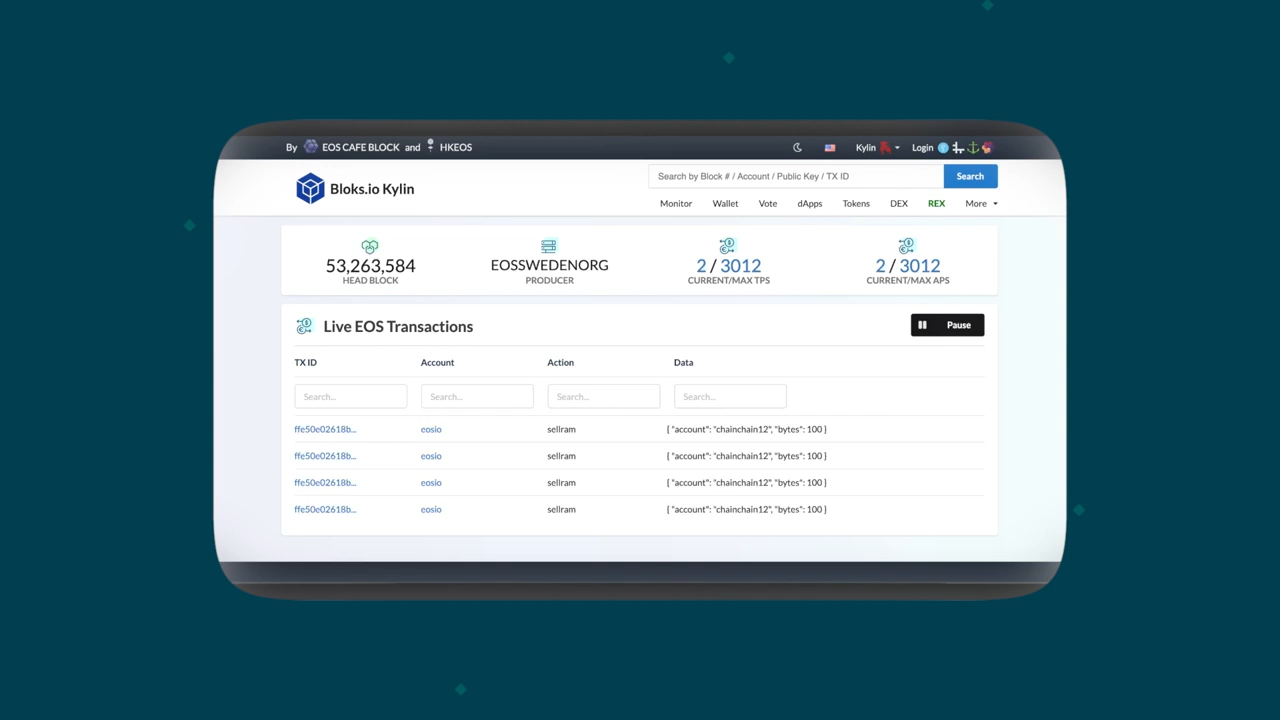 By EOS CAFE BLOCK and HKEOS Kylin Login
Bloks.io Kylin
Search by Block # / Account / Public Key / TX ID Search
Monitor Wallet Vote dApps Tokens DEX REX More
53,263,584 EOSSWEDENORG 2 / 3012 2 / 3012
HEAD BLOCK PRODUCER CURRENT/MAX TPS CURRENT/MAX APS
Live EOS Transactions Pause
TX ID Account Action Data
Search... Search... Search... Search...
ffe50e02618b... eosio sellram { "account": "chainchain12", "bytes": 100 }
ffe50e02618b... eosio sellram { "account": "chainchain12", "bytes": 100 }
ffe50e02618b... eosio sellram { "account": "chainchain12", "bytes": 100 }
ffe50e02618b... eosio sellram { "account": "chainchain12", "bytes": 100 }